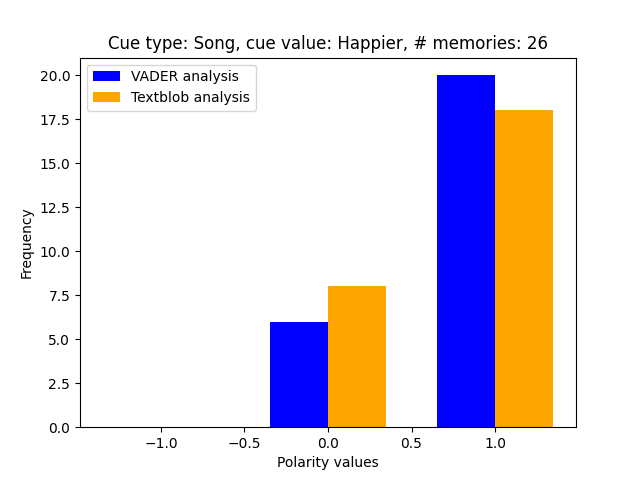 Cue type: Song, cue value: Happier, # memories: 26
VADER analysis
Textblob analysis
20.0
17.5
15.0
12.5
10.0
7.5
5.0
2.5
0.0
Frequency
−1.0 −0.5 0.0 0.5 1.0
Polarity values